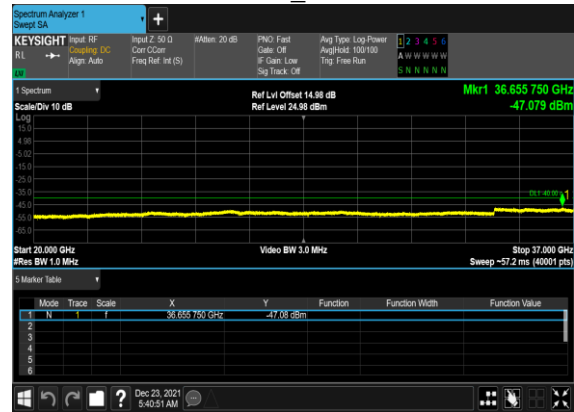 Spectrum Analyzer 1
Swept SA
KEYSIGHT Input: RF Input Z: 50 Ω #Atten: 20 dB PNO: Fast Avg Type: Log-Power 1 2 3 4 5 6
RL Coupling: DC Corr CCorr Gate: Off Avg|Hold: 100/100 A W W W W W
Align: Auto Freq Ref: Int (S) IF Gain: Low Trig: Free Run
Sig Track: Off S N N N N N
1 Spectrum Ref Lvl Offset 14.98 dB Mkr1 36.655 750 GHz
Scale/Div 10 dB Ref Level 24.98 dBm -47.079 dBm
Log
15.0
4.98
-5.02
-15.0
-25.0
-35.0
-45.0
-55.0
-65.0
1
Start 20.000 GHz Video BW 3.0 MHz Stop 37.000 GHz
#Res BW 1.0 MHz Sweep ~57.2 ms (40001 pts)
5 Marker Table
Mode Trace Scale X Y Function Function Width Function Value
1 N 1 f 36.655 750 GHz -47.08 dBm
2
3
4
5
6
? Dec 23, 2021
5:40:51 AM